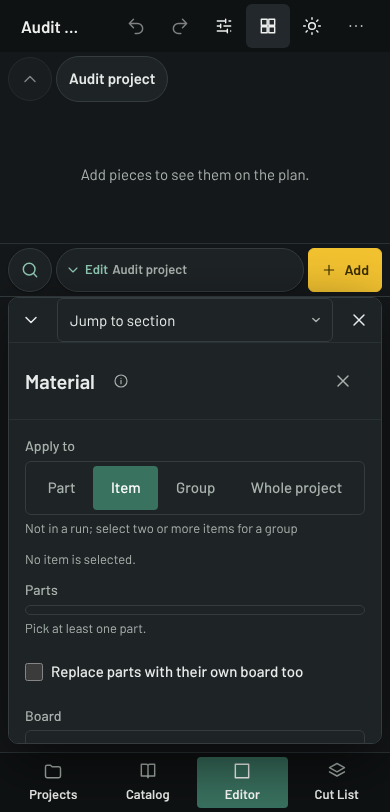 Audit ...
Audit project
Add pieces to see them on the plan.
Edit Audit project
Add
Jump to section
Material
Apply to
Part Item Group Whole project
Not in a run; select two or more items for a group
No item is selected.
Parts
Pick at least one part.
Replace parts with their own board too
Board
Projects Catalog Editor Cut List